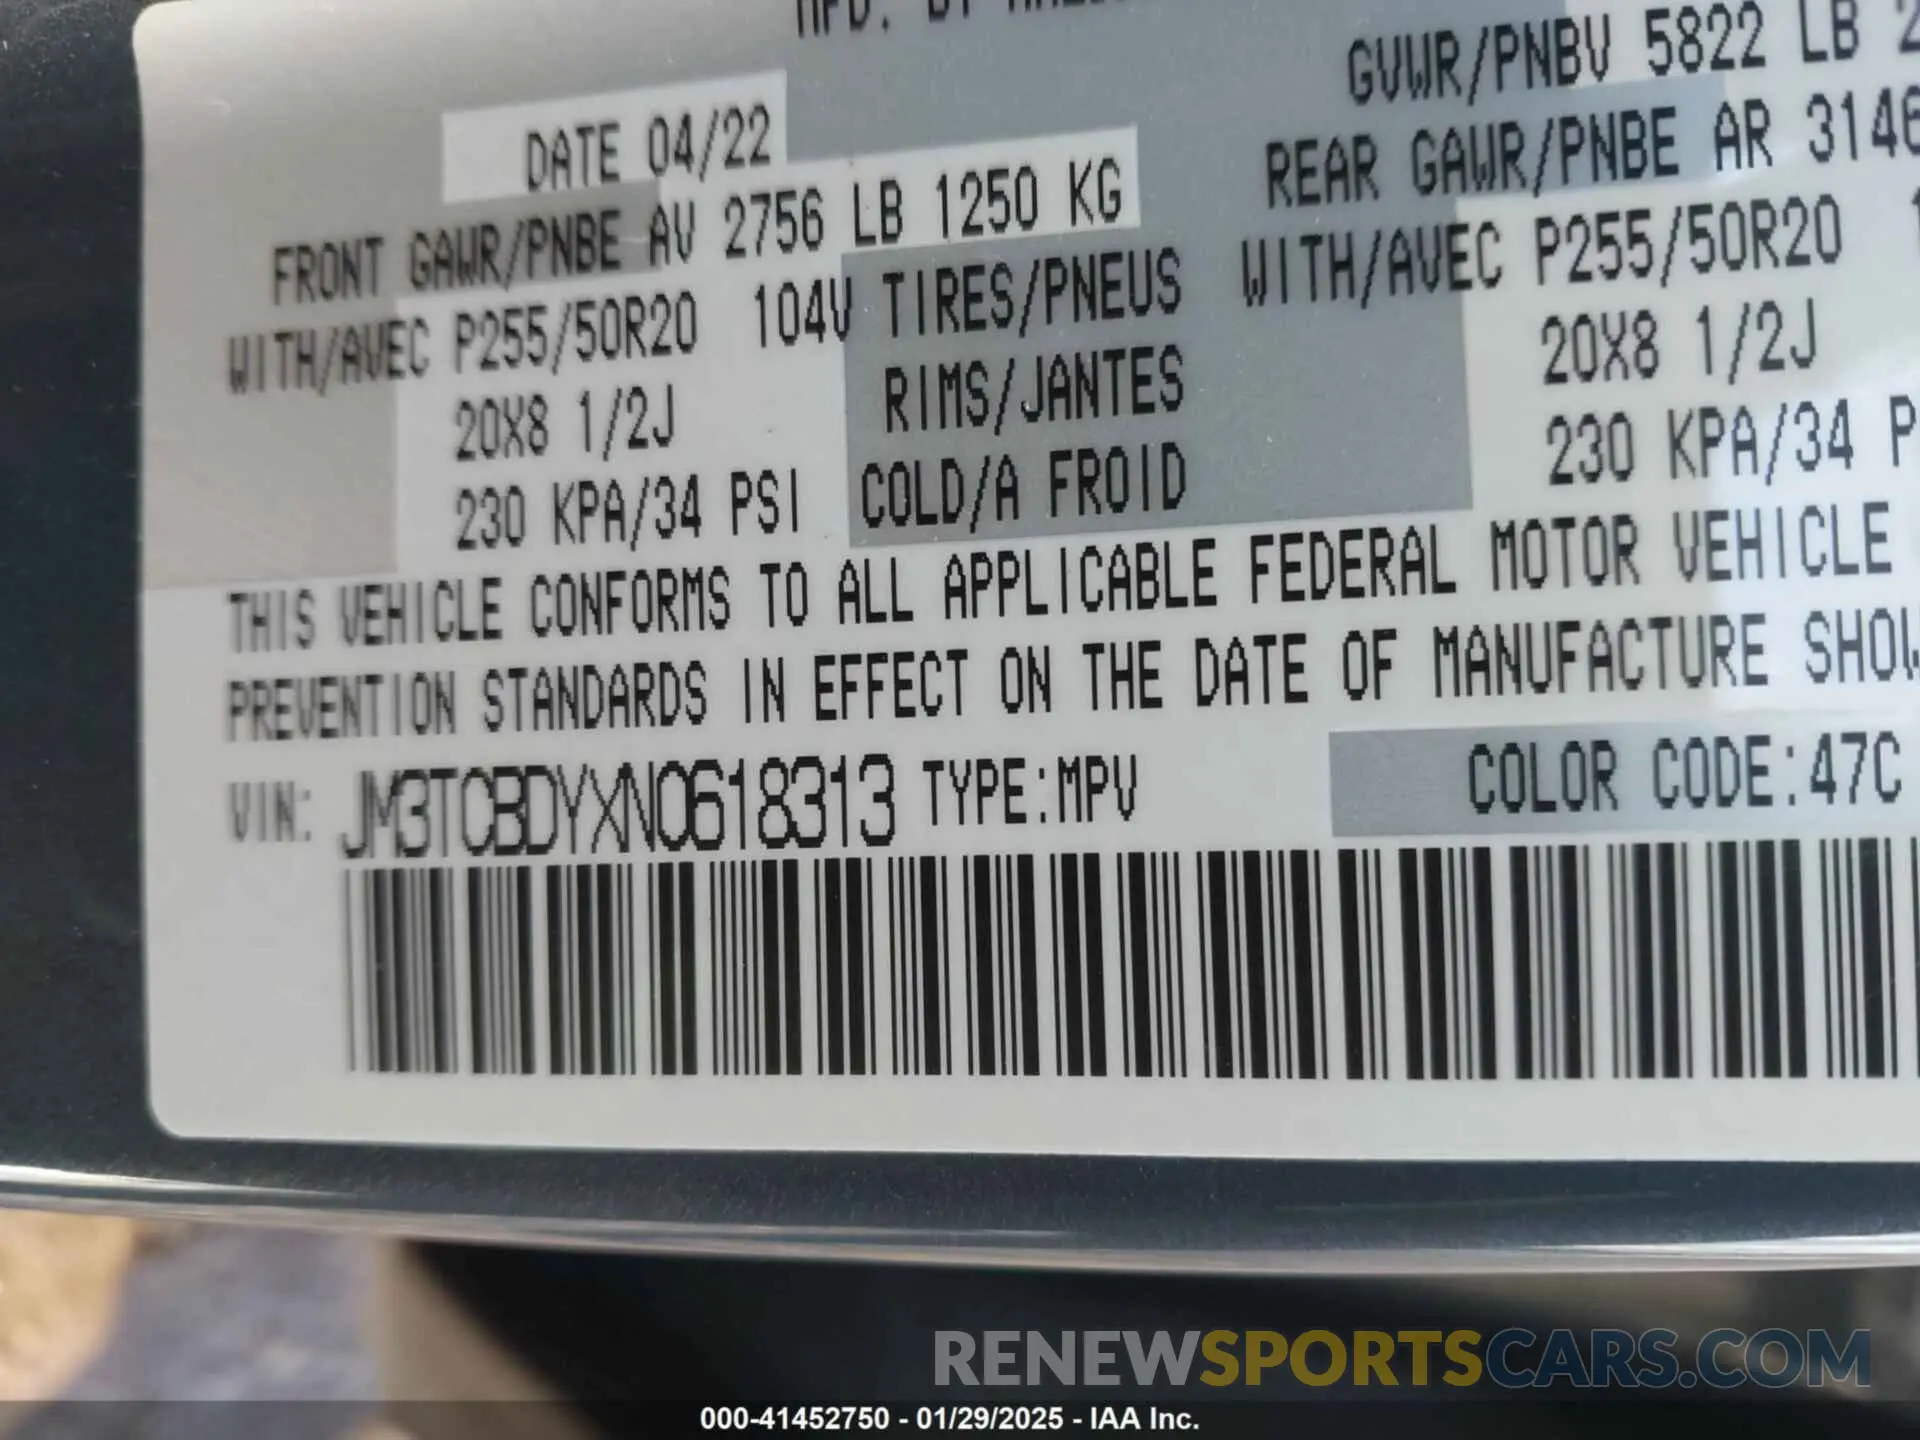 DATE 04/22
GVWR/PNBV 5822 LB
FRONT GAWR/PNBE AV 2756 LB 1250 KG
REAR GAWR/PNBE AR 3146
WITH/AVEC P255/50R20 104V TIRES/PNEUS WITH/AVEC P255/50R20
20X8 1/2J RIMS/JANTES 20X8 1/2J
230 KPA/34 PSI COLD/A FROID 230 KPA/34 P
THIS VEHICLE CONFORMS TO ALL APPLICABLE FEDERAL MOTOR VEHICLE
PREVENTION STANDARDS IN EFFECT ON THE DATE OF MANUFACTURE SHOW
VIN: JM3TCBDYXN0618313 TYPE:MPV COLOR CODE:47C
RENEWSPORTSCARS.COM
000-41452750 - 01/29/2025 - IAA Inc.